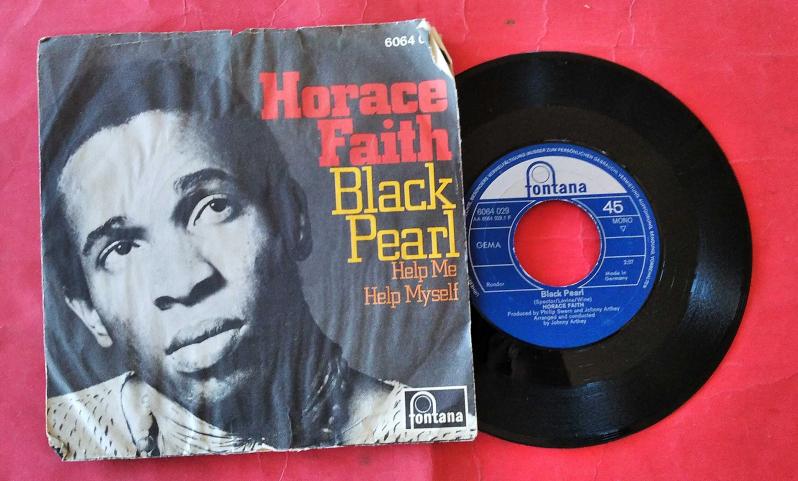 6064 0
Horace
Faith
Black
Pearl
Help Me
Help Myself
fontana
fontana
6064 029
45
MONO
GEMA
2:57
Rondor
Made in
Germany
Black Pearl
(Spector/Levine/Wine)
HORACE FAITH
Produced by Philip Swern and Johnny Arthey
Arranged and conducted
by Johnny Arthey